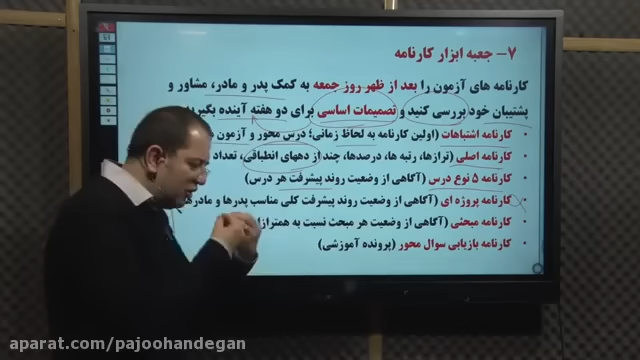 ۷- جعبه ابزار کارنامه
کارنامه های آزمون را بعد از ظهر روز جمعه به کمک پدر و مادر، مشاور و
پشتیبان خود بررسی کنید و تصمیمات اساسی برای دو هفته آینده بگیرید
• کارنامه اشتباهات (اولین کارنامه به لحاظ زمانی؛ درس محور و آزمون
• کارنامه اصلی (ترازها، رتبه ها، درصدها، چند از دههای انطباقی، تعداد
• کارنامه ۵ نوع درس (آگاهی از وضعیت روند پیشرفت هر درس)
• کارنامه پروژه ای (آگاهی از وضعیت روند پیشرفت کلی مناسب پدرها و مادرها
• کارنامه مبحثی (آگاهی از وضعیت هر مبحث نسبت به همترازان
• کارنامه بازیابی سوال محور (پرونده آموزشی)
aparat.com/pajoohandegan